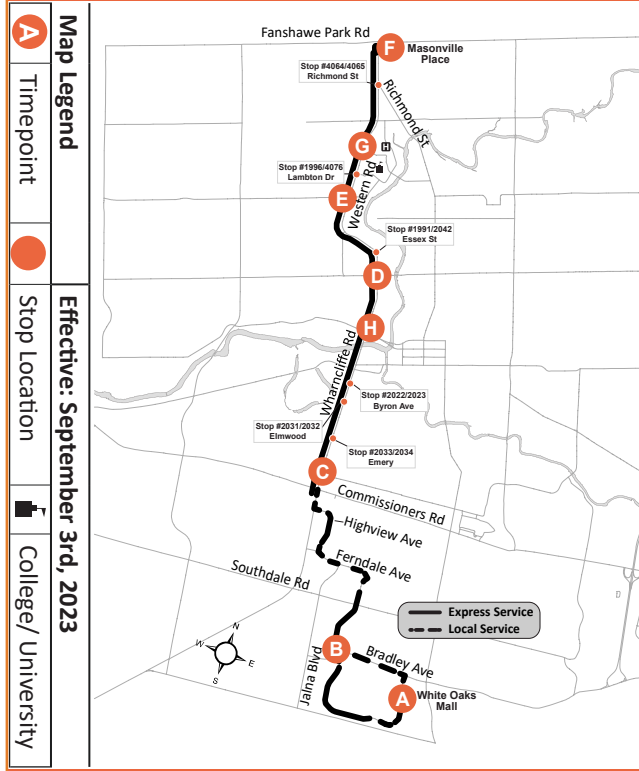 Fanshawe Park Rd
F
Masonville
Place
Stop #4064/4065
Richmond St
Richmond St
G
H
Stop #1996/4076
Lambton Dr
Western Rd
E
Stop #1991/2042
Essex St
D
H
Wharncliffe Rd
Stop #2022/2023
Byron Ave
Stop #2031/2032
Elmwood
Stop #2033/2034
Emery
C
Commissioners Rd
Highview Ave
Ferndale Ave
Southdale Rd
Express Service
Local Service
N
W
E
S
B
Bradley Ave
Jalna Blvd
A
White Oaks
Mall
Map Legend
Effective: September 3rd, 2023
A
Timepoint
Stop Location
College/ University